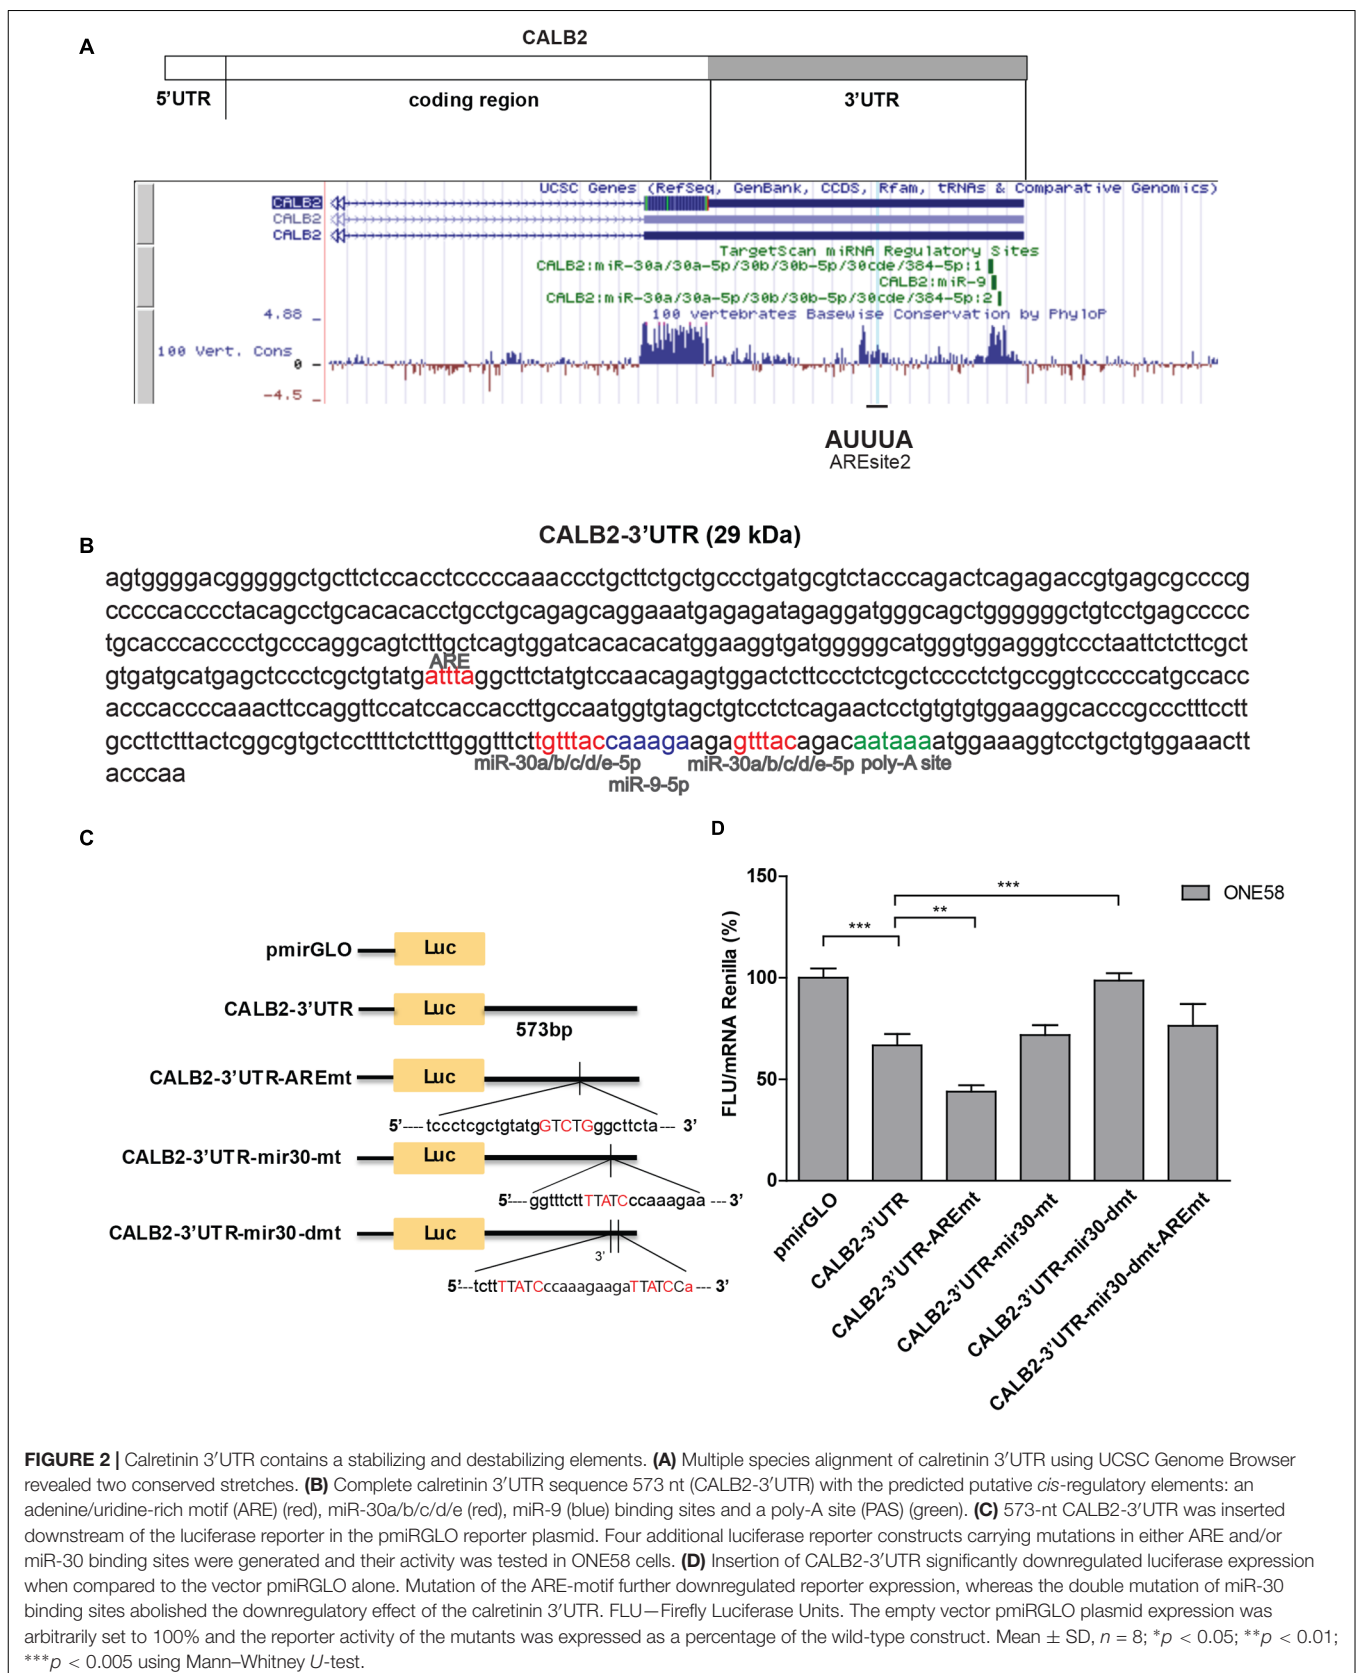 A
CALB2
5'UTR
coding region
3'UTR
UCSC Genes (RefSeq, GenBank, CCDS, Rfam, tRNAs & Comparative Genomics)
CALB2
CALB2
CALB2
TargetScan miRNA Regulatory Sites
CALB2:miR-30a/30a-5p/30b/30b-5p/30cde/384-5p:1
CALB2:miR-9
CALB2:miR-30a/30a-5p/30b/30b-5p/30cde/384-5p:2
4.88 _
100 vertebrates Basewise Conservation by PhyloP
100 Vert. Cons
0 -
-4.5 _
AUUUA
AREsite2
B
CALB2-3'UTR (29 kDa)
agtggggacgggggctgcttctccacctcccccaaaccctgcttctgctgccctgatgcgtctacccagactcagagaccgtgagcgccccg
cccccacccctacagcctgcacacacctgcctgcagagcaggaaatgagagatagaggatgggcagctggggggctgtcctgagccccc
tgcacccacccctgcccaggcagtctttgctcagtggatcacacacatggaaggtgatgggggcatgggtggagggtccctaattctcttcgct
ARE
gtgatgcatgagctccctcgctgtatgatttaggcttctatgtccaacagagtggactcttccctctcgctcccctctgccggtcccccatgccacc
acccaccccaaacttccaggttccatccaccaccttgccaatggtgtagctgtcctctcagaactcctgtgtgtggaaggcacccgccctttcctt
gccttctttactcggcgtgctccttttctctttgggtttcttgtttaccaaagaagagtttacagacaataaaatggaaaggtcctgctgtggaaactt
miR-30a/b/c/d/e-5p
miR-30a/b/c/d/e-5p
poly-A site
miR-9-5p
acccaa
C
pmirGLO
Luc
CALB2-3'UTR
Luc
573bp
CALB2-3'UTR-AREmt
Luc
5'---- tccctcgctgtatgGTCTGggcttcta--- 3'
CALB2-3'UTR-mir30-mt
Luc
5'---- ggtttcttTTATCccaaagaa ---3'
CALB2-3'UTR-mir30-dmt
Luc
3'
5'---tcttTTATCccaaagaagaTTATCCa--- 3'
D
FLU/mRNA Renilla (%)
150
100
50
0
***
**
***
ONE58
pmirGLO
CALB2-3'UTR
CALB2-3'UTR-AREmt
CALB2-3'UTR-mir30-mt
CALB2-3'UTR-mir30-dmt
CALB2-3'UTR-mir30-dmt-AREmt
FIGURE 2 | Calretinin 3′UTR contains a stabilizing and destabilizing elements. (A) Multiple species alignment of calretinin 3′UTR using UCSC Genome Browser
revealed two conserved stretches. (B) Complete calretinin 3′UTR sequence 573 nt (CALB2-3′UTR) with the predicted putative cis-regulatory elements: an
adenine/uridine-rich motif (ARE) (red), miR-30a/b/c/d/e (red), miR-9 (blue) binding sites and a poly-A site (PAS) (green). (C) 573-nt CALB2-3′UTR was inserted
downstream of the luciferase reporter in the pmiRGLO reporter plasmid. Four additional luciferase reporter constructs carrying mutations in either ARE and/or
miR-30 binding sites were generated and their activity was tested in ONE58 cells. (D) Insertion of CALB2-3′UTR significantly downregulated luciferase expression
when compared to the vector pmiRGLO alone. Mutation of the ARE-motif further downregulated reporter expression, whereas the double mutation of miR-30
binding sites abolished the downregulatory effect of the calretinin 3′UTR. FLU—Firefly Luciferase Units. The empty vector pmiRGLO plasmid expression was
arbitrarily set to 100% and the reporter activity of the mutants was expressed as a percentage of the wild-type construct. Mean ± SD, n = 8; *p < 0.05; **p < 0.01;
***p < 0.005 using Mann–Whitney U-test.